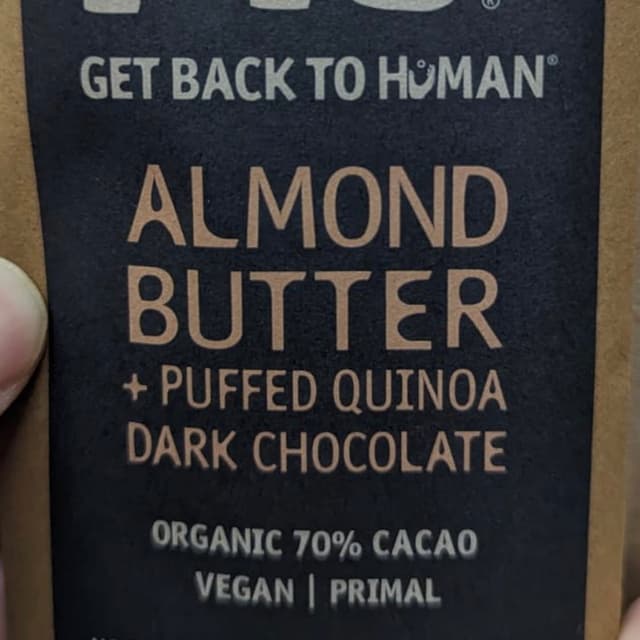 GET BACK TO HUMAN®
ALMOND
BUTTER
+ PUFFED QUINOA
DARK CHOCOLATE
ORGANIC 70% CACAO
VEGAN | PRIMAL